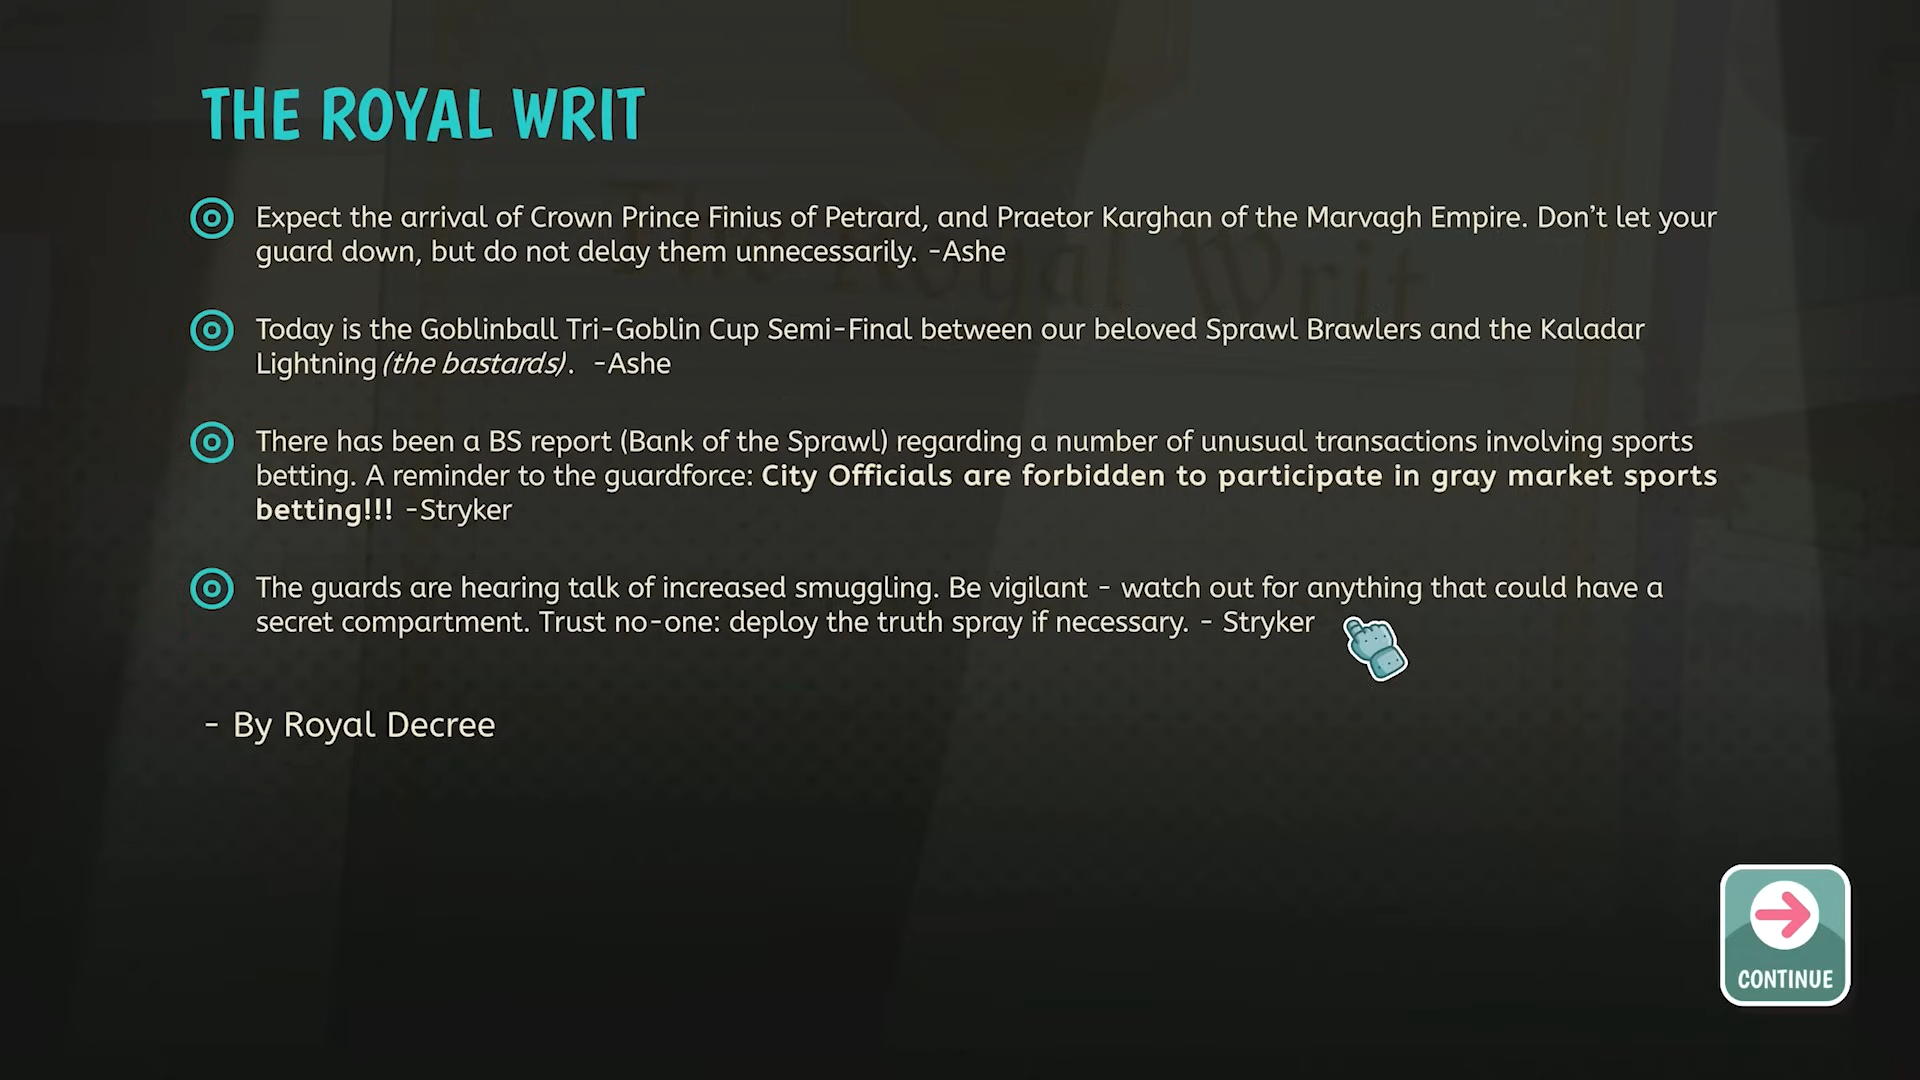 THE ROYAL WRIT
Expect the arrival of Crown Prince Finius of Petrard, and Praetor Karghan of the Marvagh Empire. Don't let your
guard down, but do not delay them unnecessarily. -Ashe
Today is the Goblinball Tri-Goblin Cup Semi-Final between our beloved Sprawl Brawlers and the Kaladar
Lightning (the bastards). -Ashe
There has been a BS report (Bank of the Sprawl) regarding a number of unusual transactions involving sports
betting. A reminder to the guardforce: City Officials are forbidden to participate in gray market sports
betting!!! -Stryker
The guards are hearing talk of increased smuggling. Be vigilant - watch out for anything that could have a
secret compartment. Trust no-one: deploy the truth spray if necessary. - Stryker
- By Royal Decree
The Royal Writ
CONTINUE